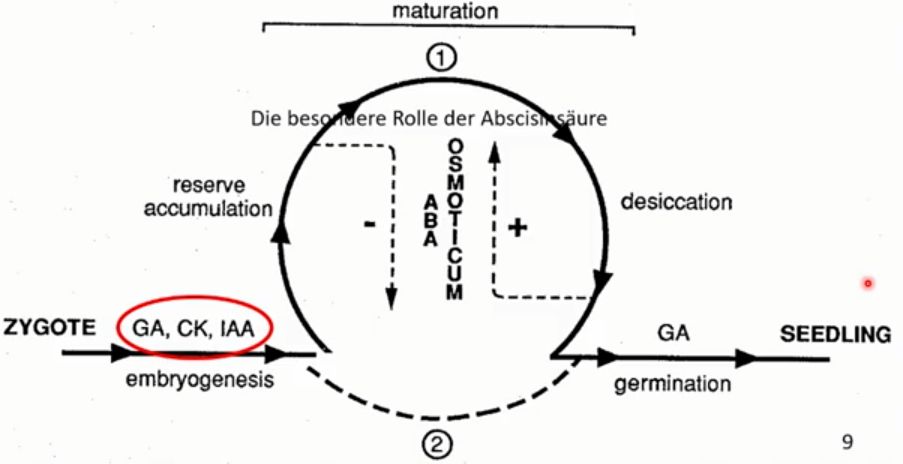 maturation
①
Die besondere Rolle der Abscisinsäure
reserve
accumulation
-
ABA
OSMOTICUM
+
desiccation
ZYGOTE
GA, CK, IAA
embryogenesis
GA
SEEDLING
germination
②
9